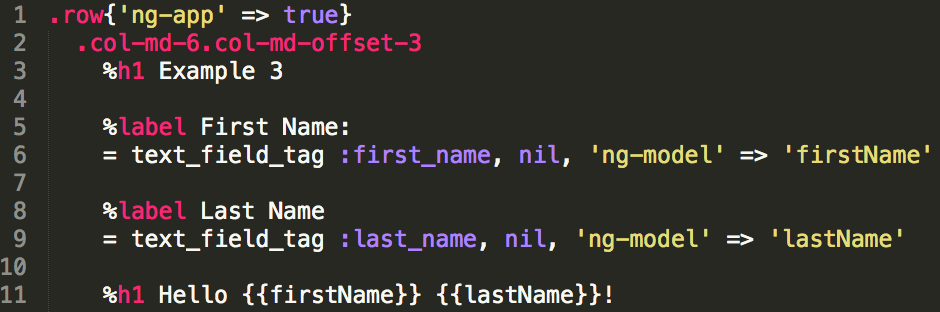 1 .row{'ng-app' => true}
2   .col-md-6.col-md-offset-3
3     %h1 Example 3
4
5     %label First Name:
6     = text_field_tag :first_name, nil, 'ng-model' => 'firstName'
7
8     %label Last Name
9     = text_field_tag :last_name, nil, 'ng-model' => 'lastName'
10
11     %h1 Hello {{firstName}} {{lastName}}!